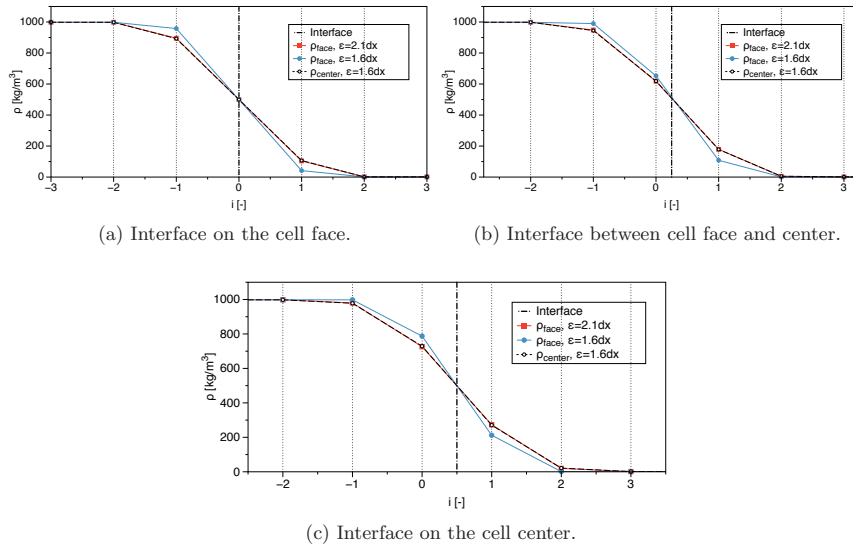 1000
800
600
400
200
0
ρ [kg/m³]
Interface
ρface, ε=2.1dx
ρface, ε=1.6dx
ρcenter, ε=1.6dx
−3 −2 −1 0 1 2 3
i [-]
(a) Interface on the cell face.
1000
800
600
400
200
0
ρ [kg/m³]
Interface
ρface, ε=2.1dx
ρface, ε=1.6dx
ρcenter, ε=1.6dx
−2 −1 0 1 2 3
i [-]
(b) Interface between cell face and center.
1000
800
600
400
200
0
ρ [kg/m³]
Interface
ρface, ε=2.1dx
ρface, ε=1.6dx
ρcenter, ε=1.6dx
−2 −1 0 1 2 3
i [-]
(c) Interface on the cell center.